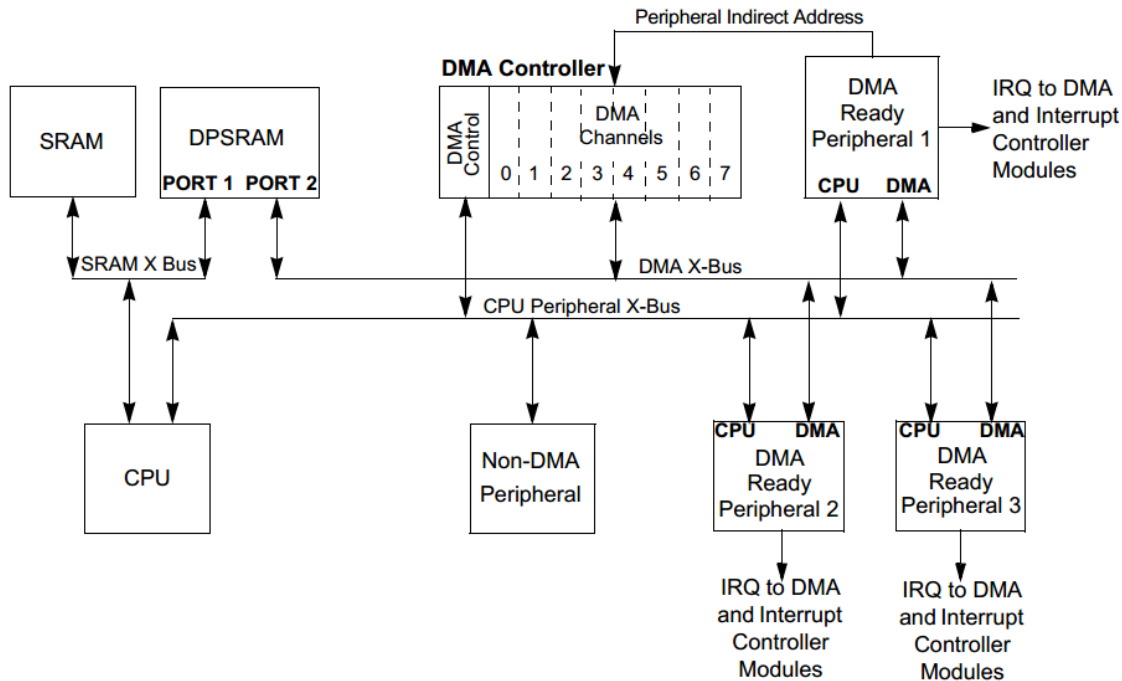 Peripheral Indirect Address
DMA Controller
SRAM
DPSRAM
PORT 1 PORT 2
DMA
Control
DMA
Channels
0 1 2 3 4 5 6 7
DMA
Ready
Peripheral 1
CPU DMA
IRQ to DMA
and Interrupt
Controller
Modules
SRAM X Bus
DMA X-Bus
CPU Peripheral X-Bus
CPU
Non-DMA
Peripheral
CPU DMA
DMA
Ready
Peripheral 2
CPU DMA
DMA
Ready
Peripheral 3
IRQ to DMA
and Interrupt
Controller
Modules
IRQ to DMA
and Interrupt
Controller
Modules